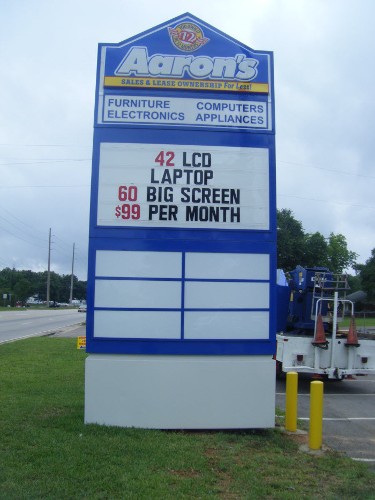 Aaron's
SALES & LEASE OWNERSHIP For Less!
FURNITURE COMPUTERS
ELECTRONICS APPLIANCES
42 LCD
LAPTOP
60 BIG SCREEN
$99 PER MONTH